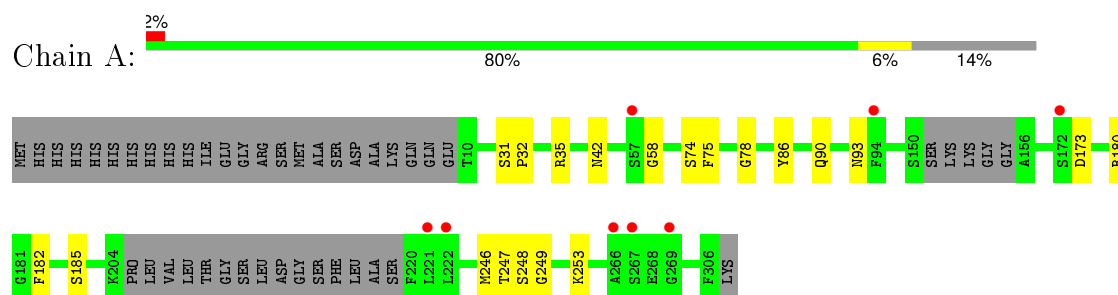 2%
Chain A:
80% 6% 14%
MET HIS HIS HIS HIS HIS HIS HIS HIS HIS ILE GLU GLY ARG SER MET ALA SER ASP ALA LYS GLN GLN GLU T10 S31 P32 R35 N42 S57 G58 S74 F75 G78 Y86 Q90 N93 F94 S150 SER LYS LYS GLY GLY A156 S172 D173 R180
G181 F182 S185 K204 PRO LEU VAL LEU THR GLY SER LEU ASP GLY SER PHE LEU ALA SER F220 L221 L222 M246 T247 S248 G249 K253 A266 S267 E268 G269 F306 LYS